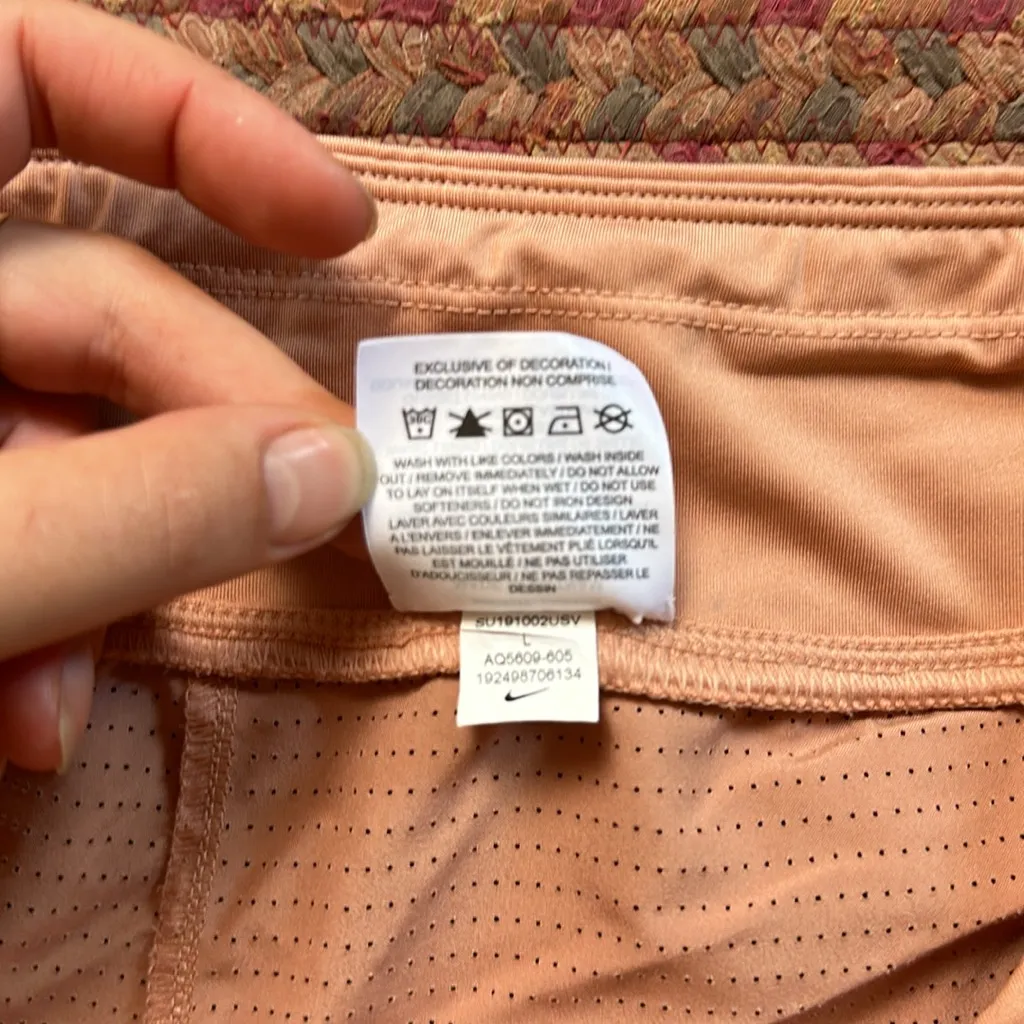 EXCLUSIVE OF DECORATION /
DECORATION NON COMPRISE
30C
WASH WITH LIKE COLORS / WASH INSIDE
OUT / REMOVE IMMEDIATELY / DO NOT ALLOW
TO LAY ON ITSELF WHEN WET / DO NOT USE
SOFTENERS / DO NOT IRON DESIGN
LAVER AVEC COULEURS SIMILAIRES / LAVER
A L'ENVERS / ENLEVER IMMEDIATEMENT / NE
PAS LAISSER LE VÊTEMENT PLIÉ LORSQU'IL
EST MOUILLÉ / NE PAS UTILISER
D'ADOUCISSEUR / NE PAS REPASSER LE
DESSIN
SU191002USV
L
AQ5609-605
192498706134